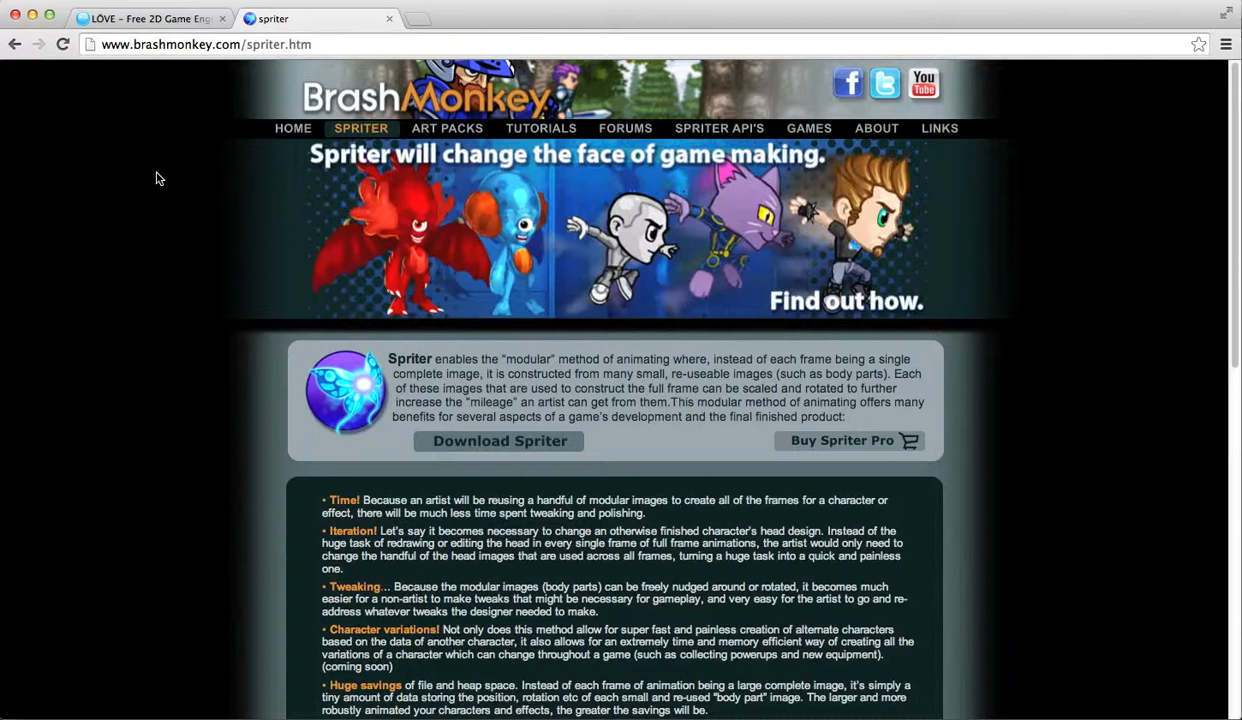 LÖVE – Free 2D Game Eng
spriter
www.brashmonkey.com/spriter.htm
BrashMonkey
f t You Tube
HOME SPRITER ART PACKS TUTORIALS FORUMS SPRITER API'S GAMES ABOUT LINKS
Spriter will change the face of game making.
Find out how.
Spriter enables the "modular" method of animating where, instead of each frame being a single
complete image, it is constructed from many small, re-useable images (such as body parts). Each
of these images that are used to construct the full frame can be scaled and rotated to further
increase the "mileage" an artist can get from them.This modular method of animating offers many
benefits for several aspects of a game's development and the final finished product:
Download Spriter
Buy Spriter Pro
• Time! Because an artist will be reusing a handful of modular images to create all of the frames for a character or
effect, there will be much less time spent tweaking and polishing.
• Iteration! Let's say it becomes necessary to change an otherwise finished character's head design. Instead of the
huge task of redrawing or editing the head in every single frame of full frame animations, the artist would only need to
change the handful of the head images that are used across all frames, turning a huge task into a quick and painless
one.
• Tweaking... Because the modular images (body parts) can be freely nudged around or rotated, it becomes much
easier for a non-artist to make tweaks that might be necessary for gameplay, and very easy for the artist to go and re-
address whatever tweaks the designer needed to make.
• Character variations! Not only does this method allow for super fast and painless creation of alternate characters
based on the data of another character, it also allows for an extremely time and memory efficient way of creating all the
variations of a character which can change throughout a game (such as collecting powerups and new equipment).
(coming soon)
• Huge savings of file and heap space. Instead of each frame of animation being a large complete image, it's simply a
tiny amount of data storing the position, rotation etc of each small and re-used "body part" image. The larger and more
robustly animated your characters and effects, the greater the savings will be.